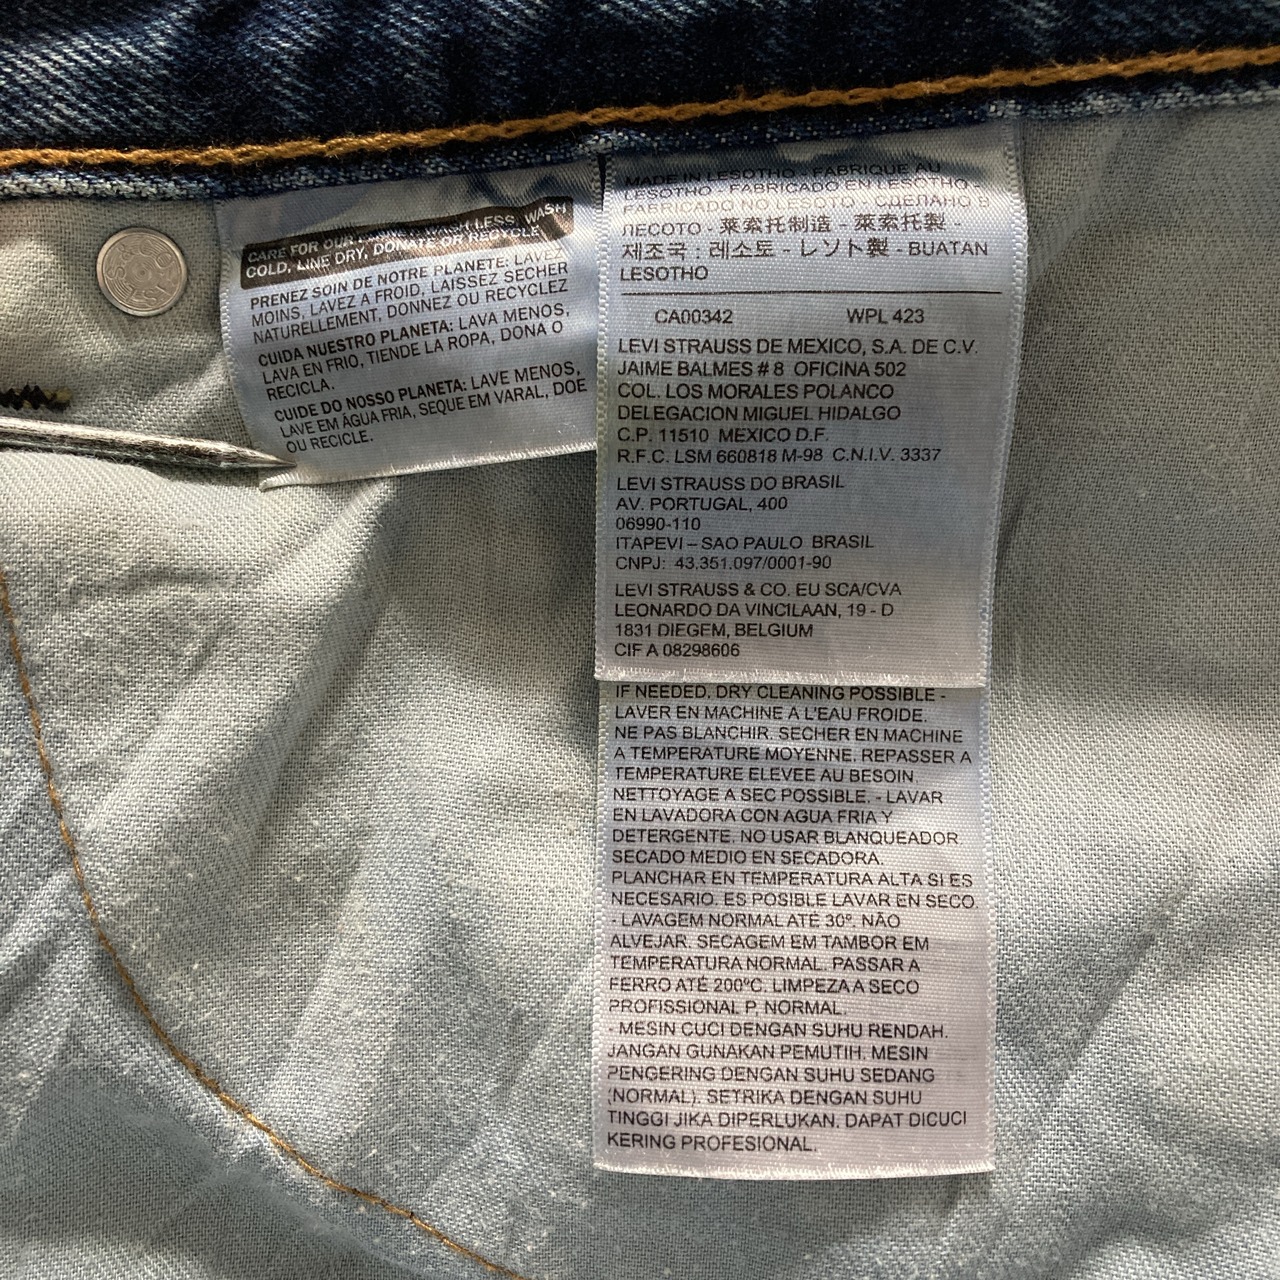 CARE FOR OUR WASH LESS, WASH
COLD, LINE DRY, DONATE OR RECYCLE
PRENEZ SOIN DE NOTRE PLANETE: LAVEZ
MOINS, LAVEZ A FROID, LAISSEZ SECHER
NATURELLEMENT, DONNEZ OU RECYCLEZ
CUIDA NUESTRO PLANETA: LAVA MENOS,
LAVA EN FRIO, TIENDE LA ROPA, DONA O
RECICLA.
CUIDE DO NOSSO PLANETA: LAVE MENOS,
LAVE EM ÁGUA FRIA, SEQUE EM VARAL, DOE
OU RECICLE.
MADE IN LESOTHO - FABRIQUE AU
LESOTHO - FABRICADO EN LESOTHO -
FABRICADO NO LESOTO - СДЕЛАНО В
ЛЕСОТО - 莱索托制造 - 萊索托製 -
제조국 : 레소토 - レソト製 - BUATAN
LESOTHO
CA00342 WPL 423
LEVI STRAUSS DE MEXICO, S.A. DE C.V.
JAIME BALMES # 8 OFICINA 502
COL. LOS MORALES POLANCO
DELEGACION MIGUEL HIDALGO
C.P. 11510 MEXICO D.F.
R.F.C. LSM 660818 M-98 C.N.I.V. 3337
LEVI STRAUSS DO BRASIL
AV. PORTUGAL, 400
06990-110
ITAPEVI – SAO PAULO BRASIL
CNPJ: 43.351.097/0001-90
LEVI STRAUSS & CO. EU SCA/CVA
LEONARDO DA VINCILAAN, 19 - D
1831 DIEGEM, BELGIUM
CIF A 08298606
IF NEEDED. DRY CLEANING POSSIBLE -
LAVER EN MACHINE A L'EAU FROIDE.
NE PAS BLANCHIR. SECHER EN MACHINE
A TEMPERATURE MOYENNE. REPASSER A
TEMPERATURE ELEVEE AU BESOIN
NETTOYAGE A SEC POSSIBLE. - LAVAR
EN LAVADORA CON AGUA FRIA Y
DETERGENTE. NO USAR BLANQUEADOR
SECADO MEDIO EN SECADORA.
PLANCHAR EN TEMPERATURA ALTA SI ES
NECESARIO. ES POSIBLE LAVAR EN SECO.
- LAVAGEM NORMAL ATÉ 30º. NÃO
ALVEJAR. SECAGEM EM TAMBOR EM
TEMPERATURA NORMAL. PASSAR A
FERRO ATÉ 200ºC. LIMPEZA A SECO
PROFISSIONAL P, NORMAL.
- MESIN CUCI DENGAN SUHU RENDAH.
JANGAN GUNAKAN PEMUTIH. MESIN
PENGERING DENGAN SUHU SEDANG
(NORMAL). SETRIKA DENGAN SUHU
TINGGI JIKA DIPERLUKAN. DAPAT DICUCI
KERING PROFESIONAL.